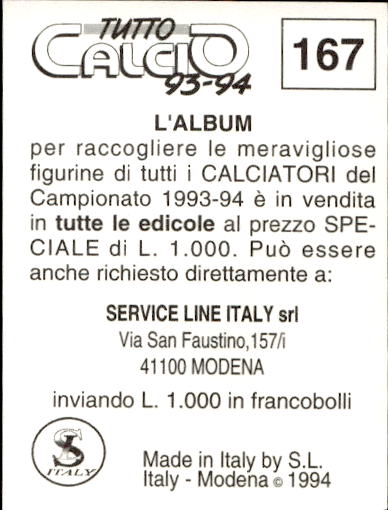 TUTTO
CALCIO
93-94
167
L'ALBUM
per raccogliere le meravigliose
figurine di tutti i CALCIATORI del
Campionato 1993-94 è in vendita
in tutte le edicole al prezzo SPE-
CIALE di L. 1.000. Può essere
anche richiesto direttamente a:
SERVICE LINE ITALY srl
Via San Faustino,157/i
41100 MODENA
inviando L. 1.000 in francobolli
SL
ITALY
Made in Italy by S.L.
Italy - Modena © 1994